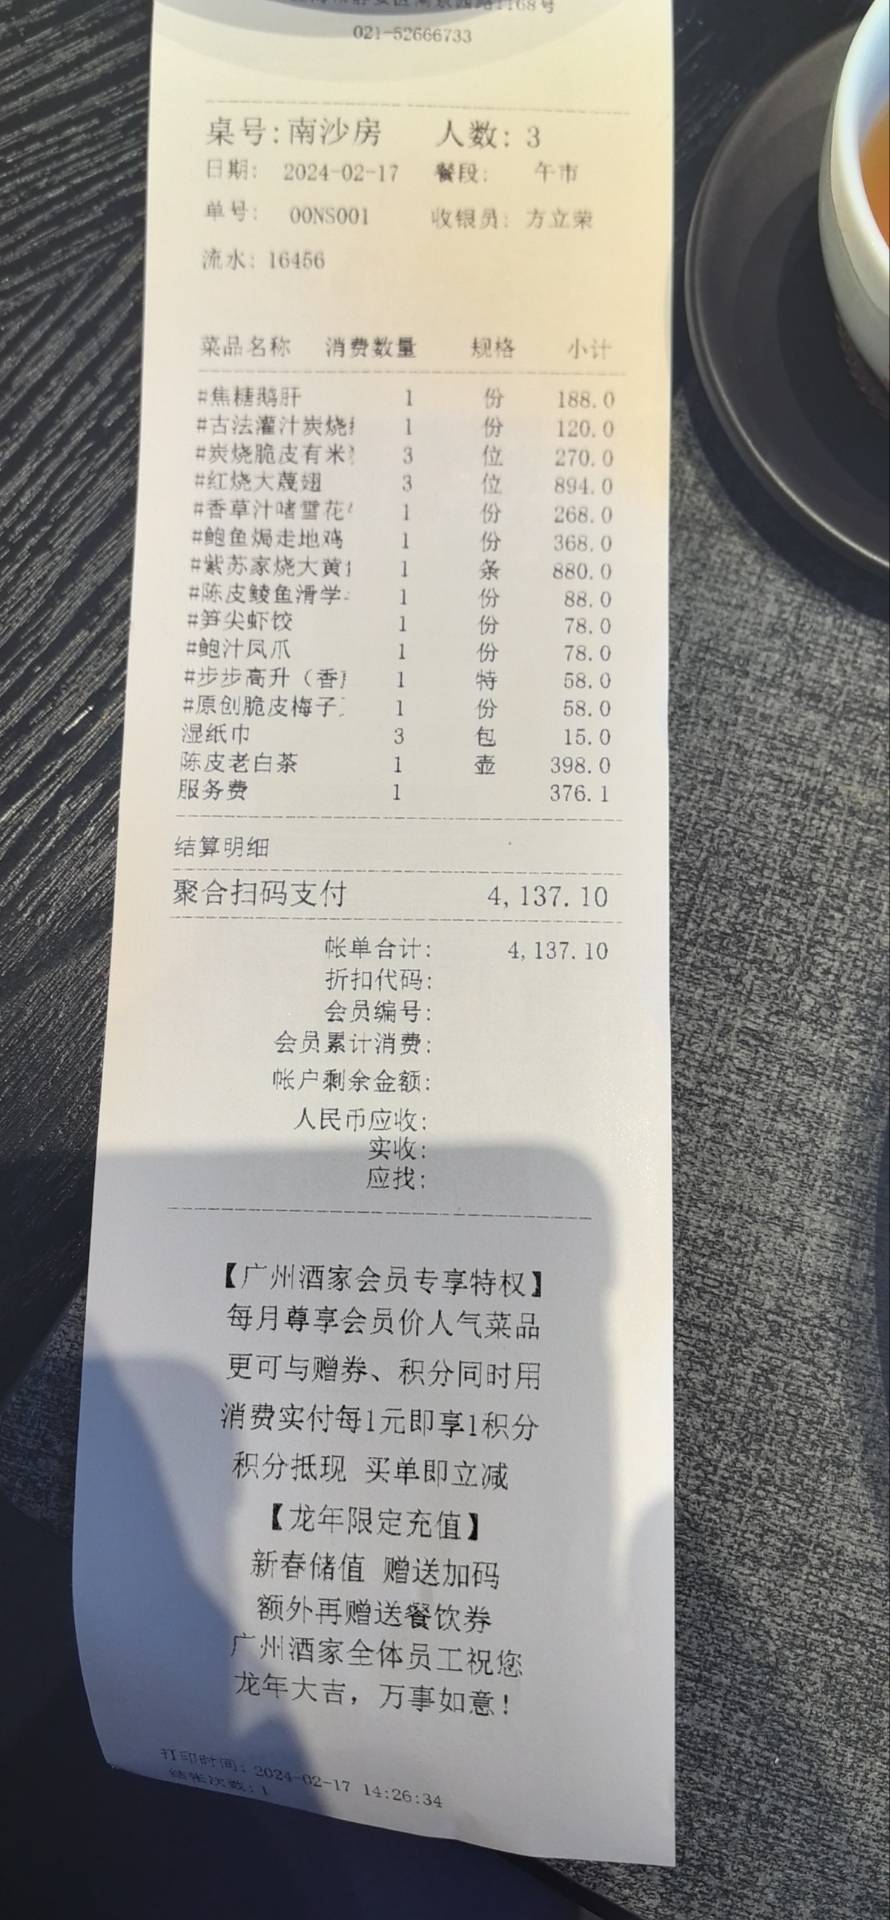 1168号
021-52666733
桌号: 南沙房 人数: 3
日期: 2024-02-17 餐段: 午市
单号: 00NS001 收银员: 方立荣
流水: 16456
菜品名称 消费数量 规格 小计
#焦糖鹅肝 1 份 188.0
#古法灌汁炭烧 1 份 120.0
#炭烧脆皮有米 3 位 270.0
#红烧大蔑翅 3 位 894.0
#香草汁啫雪花 1 份 268.0
#鲍鱼焗走地鸡 1 份 368.0
#紫苏家烧大黄 1 条 880.0
#陈皮鲮鱼滑学 1 份 88.0
#笋尖虾饺 1 份 78.0
#鲍汁凤爪 1 份 78.0
#步步高升（香 1 特 58.0
#原创脆皮梅子 1 份 58.0
湿纸巾 3 包 15.0
陈皮老白茶 1 壶 398.0
服务费 1 376.1
结算明细
聚合扫码支付 4,137.10
帐单合计: 4,137.10
折扣代码:
会员编号:
会员累计消费:
帐户剩余金额:
人民币应收:
实收:
应找:
【广州酒家会员专享特权】
每月尊享会员价人气菜品
更可与赠券、积分同时用
消费实付每1元即享1积分
积分抵现 买单即立减
【龙年限定充值】
新春储值 赠送加码
额外再赠送餐饮券
广州酒家全体员工祝您
龙年大吉，万事如意!
打印时间: 2024-02-17 14:26:34
结账次数: 1